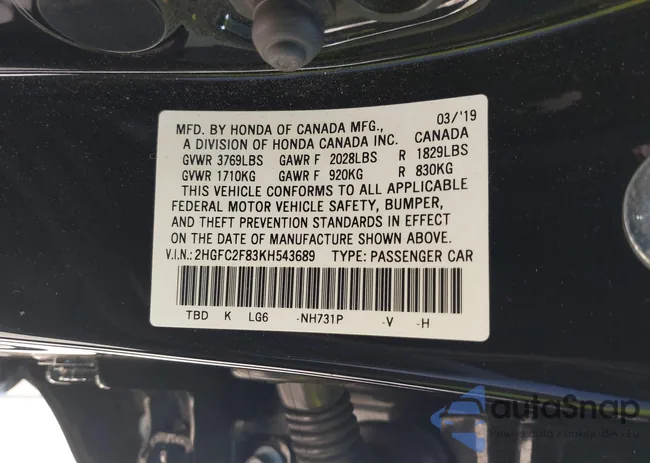 MFD. BY HONDA OF CANADA MFG., 03/'19
A DIVISION OF HONDA CANADA INC. CANADA
GVWR 3769LBS GAWR F 2028LBS R 1829LBS
GVWR 1710KG GAWR F 920KG R 830KG
THIS VEHICLE CONFORMS TO ALL APPLICABLE
FEDERAL MOTOR VEHICLE SAFETY, BUMPER,
AND THEFT PREVENTION STANDARDS IN EFFECT
ON THE DATE OF MANUFACTURE SHOWN ABOVE.
V.I.N.: 2HGFC2F83KH543689 TYPE: PASSENGER CAR
TBD K LG6 -NH731P -V -H
autoSnap